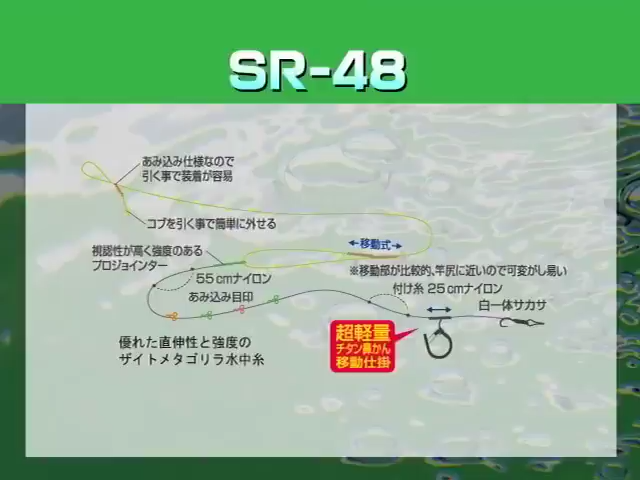 SR-48
あみ込み仕様なので
引く事で装着が容易
コブを引く事で簡単に外せる
視認性が高く強度のある
プロジョインター
移動式
※移動部が比較的、竿尻に近いので可変がし易い
55cmナイロン
付け糸 25cmナイロン
あみ込み目印
白一体サカサ
優れた直伸性と強度の
ザイトメタゴリラ水中糸
超軽量
チタン鼻かん
移動仕掛